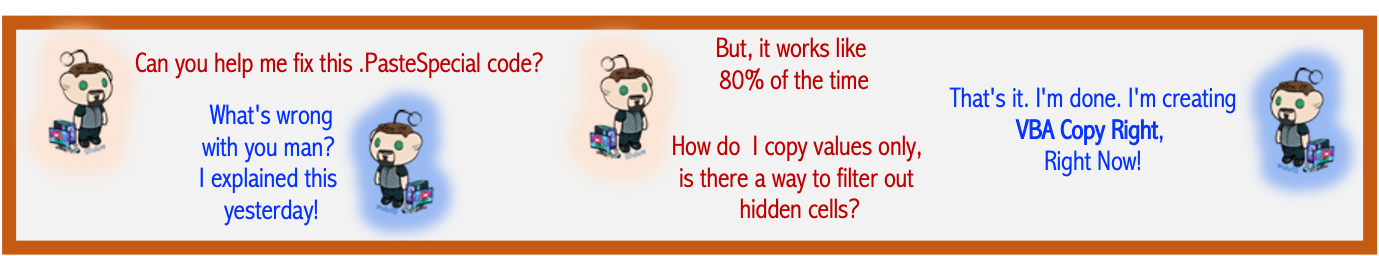 Can you help me fix this .PasteSpecial code?
What's wrong
with you man?
I explained this
yesterday!
But, it works like
80% of the time
How do I copy values only,
is there a way to filter out
hidden cells?
That's it. I'm done. I'm creating
VBA Copy Right,
Right Now!